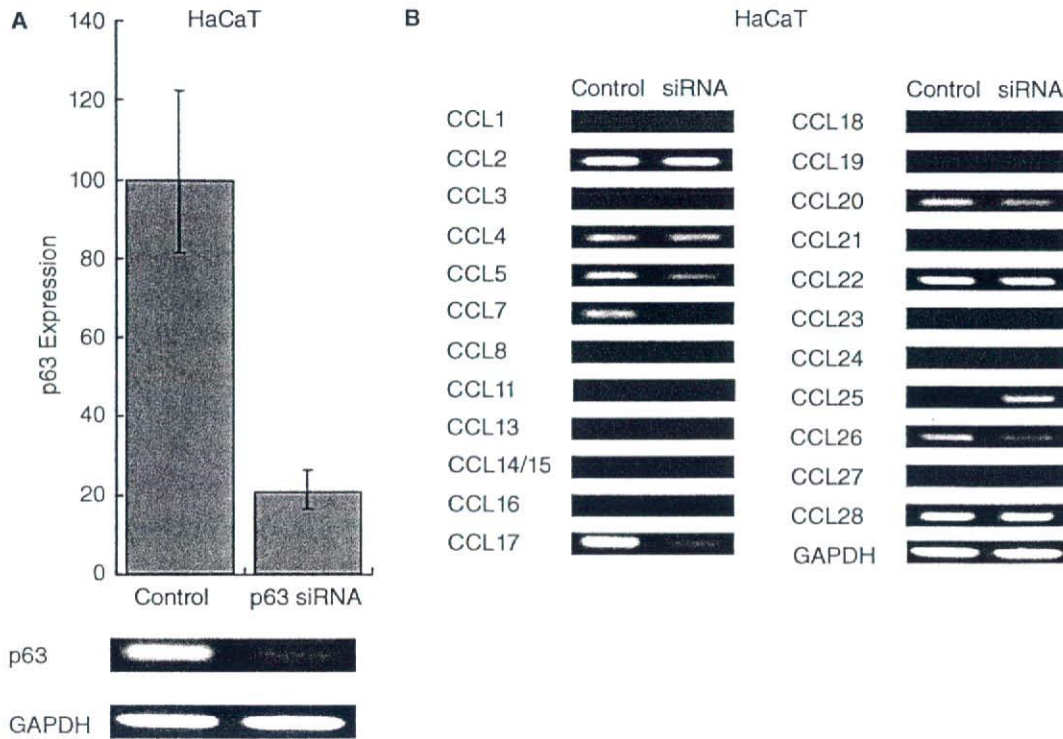 A
HaCaT
p63 Expression
140
120
100
80
60
40
20
0
Control p63 siRNA
p63
GAPDH
B
HaCaT
Control siRNA
CCL1
CCL2
CCL3
CCL4
CCL5
CCL7
CCL8
CCL11
CCL13
CCL14/15
CCL16
CCL17
Control siRNA
CCL18
CCL19
CCL20
CCL21
CCL22
CCL23
CCL24
CCL25
CCL26
CCL27
CCL28
GAPDH